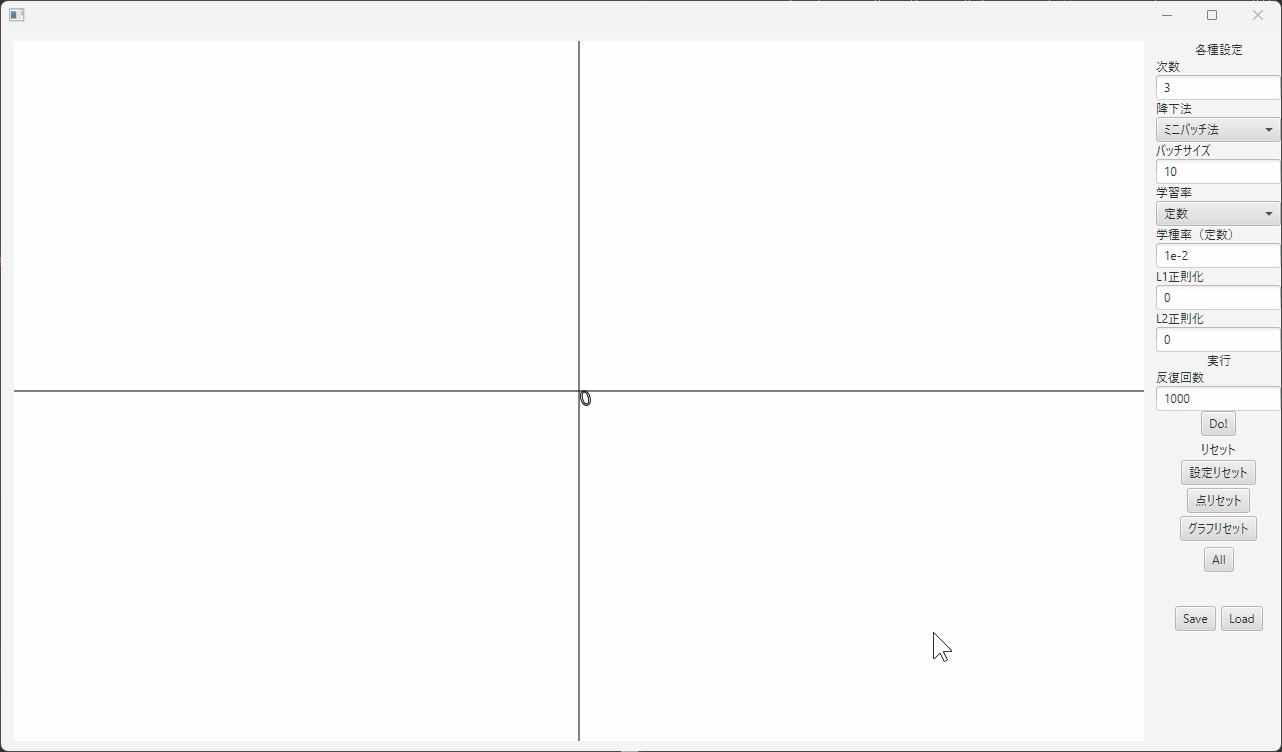 各種設定
次数
3
降下法
ミニバッチ法
バッチサイズ
10
学習率
定数
学種率（定数）
1e-2
L1正則化
0
L2正則化
0
実行
反復回数
1000
Do!
リセット
設定リセット
点リセット
グラフリセット
All
Save Load
0